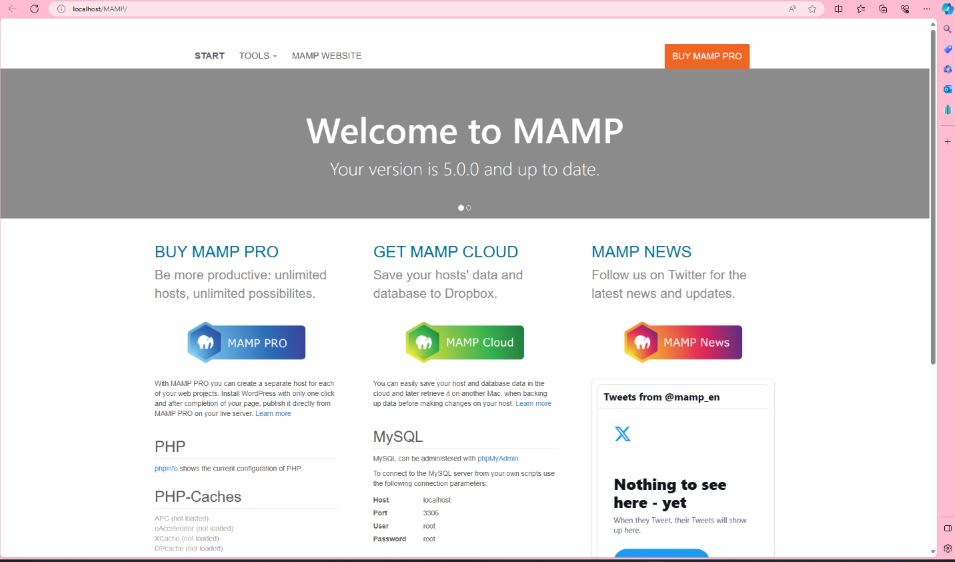 localhost/MAMP/
START TOOLS MAMP WEBSITE BUY MAMP PRO
Welcome to MAMP
Your version is 5.0.0 and up to date.
BUY MAMP PRO
Be more productive: unlimited
hosts, unlimited possibilites.
MAMP PRO
With MAMP PRO you can create a separate host for each
of your web projects. Install WordPress with only one click
and after completion of your page, publish it directly from
MAMP PRO on your live server. Learn more
PHP
phpinfo shows the current configuration of PHP.
PHP-Caches
APC (not loaded)
eAccelerator (not loaded)
XCache (not loaded)
OPcache (not loaded)
GET MAMP CLOUD
Save your hosts' data and
database to Dropbox.
MAMP Cloud
You can easily save your host and database data in the
cloud and later retrieve it on another Mac, when backing
up data before making changes on your host. Learn more
MySQL
MySQL can be administered with phpMyAdmin.
To connect to the MySQL server from your own scripts use
the following connection parameters:
Host localhost
Port 3306
User root
Password root
MAMP NEWS
Follow us on Twitter for the
latest news and updates.
MAMP News
Tweets from @mamp_en
Nothing to see
here - yet
When they Tweet, their Tweets will show
up here.